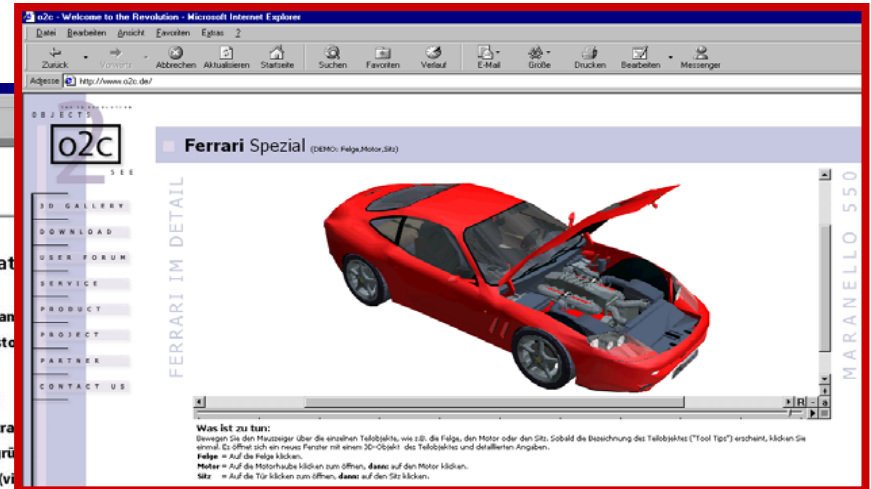 o2c - Welcome to the Revolution - Microsoft Internet Explorer
Datei Bearbeiten Ansicht Favoriten Extras ?
Zurück Vorwärts Abbrechen Aktualisieren Startseite Suchen Favoriten Verlauf E-Mail Größe Drucken Bearbeiten Messenger
Adresse http://www.o2c.de/
OBJECTS
2
o2c
SEE
3D GALLERY
DOWNLOAD
USER FORUM
SERVICE
PRODUCT
PROJECT
PARTNER
CONTACT US
Ferrari Spezial (DEMO: Felge,Motor,Sitz)
FERRARI IM DETAIL
MARANELLO 550
R - a
Was ist zu tun:
Bewegen Sie den Mauszeiger über die einzelnen Teilobjekte, wie z.B. die Felge, den Motor oder den Sitz. Sobald die Bezeichnung des Teilobjektes ("Tool Tips") erscheint, klicken Sie
einmal. Es öffnet sich ein neues Fenster mit einem 3D-Objekt des Teilobjektes und detaillierten Angaben.
Felge = Auf die Felge klicken.
Motor = Auf die Motorhaube klicken zum öffnen, dann: auf den Motor klicken.
Sitz = Auf die Tür klicken zum öffnen, dann: auf den Sitz klicken.